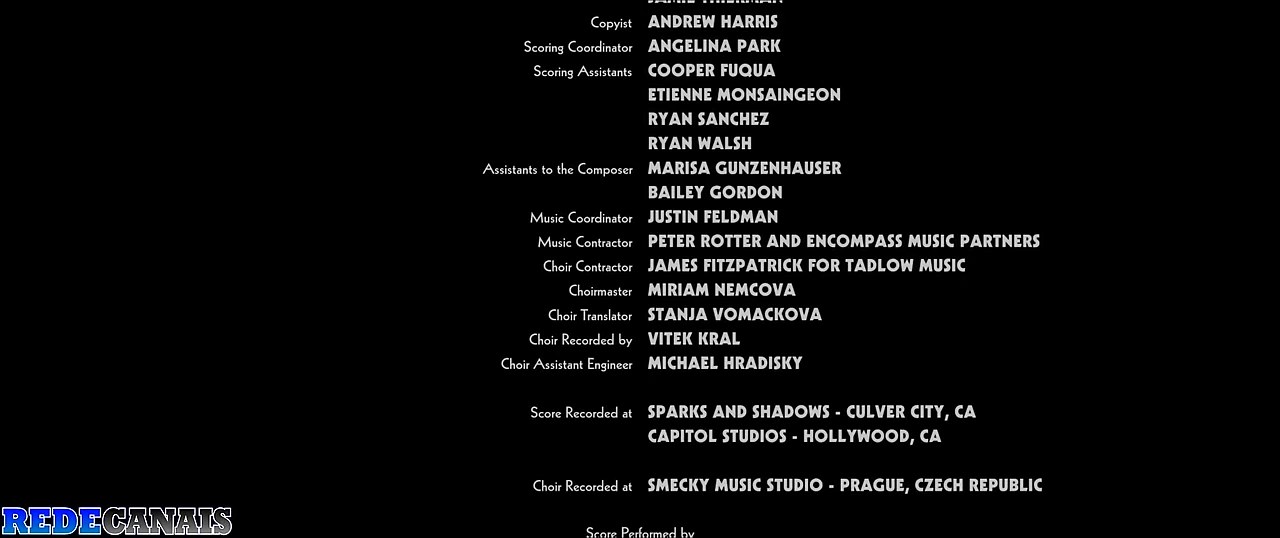 JAMIE THIERMAN
Copyist ANDREW HARRIS
Scoring Coordinator ANGELINA PARK
Scoring Assistants COOPER FUQUA
ETIENNE MONSAINGEON
RYAN SANCHEZ
RYAN WALSH
Assistants to the Composer MARISA GUNZENHAUSER
BAILEY GORDON
Music Coordinator JUSTIN FELDMAN
Music Contractor PETER ROTTER AND ENCOMPASS MUSIC PARTNERS
Choir Contractor JAMES FITZPATRICK FOR TADLOW MUSIC
Choirmaster MIRIAM NEMCOVA
Choir Translator STANJA VOMACKOVA
Choir Recorded by VITEK KRAL
Choir Assistant Engineer MICHAEL HRADISKY
Score Recorded at SPARKS AND SHADOWS - CULVER CITY, CA
CAPITOL STUDIOS - HOLLYWOOD, CA
Choir Recorded at SMECKY MUSIC STUDIO - PRAGUE, CZECH REPUBLIC
REDECANAIS
Score Performed by